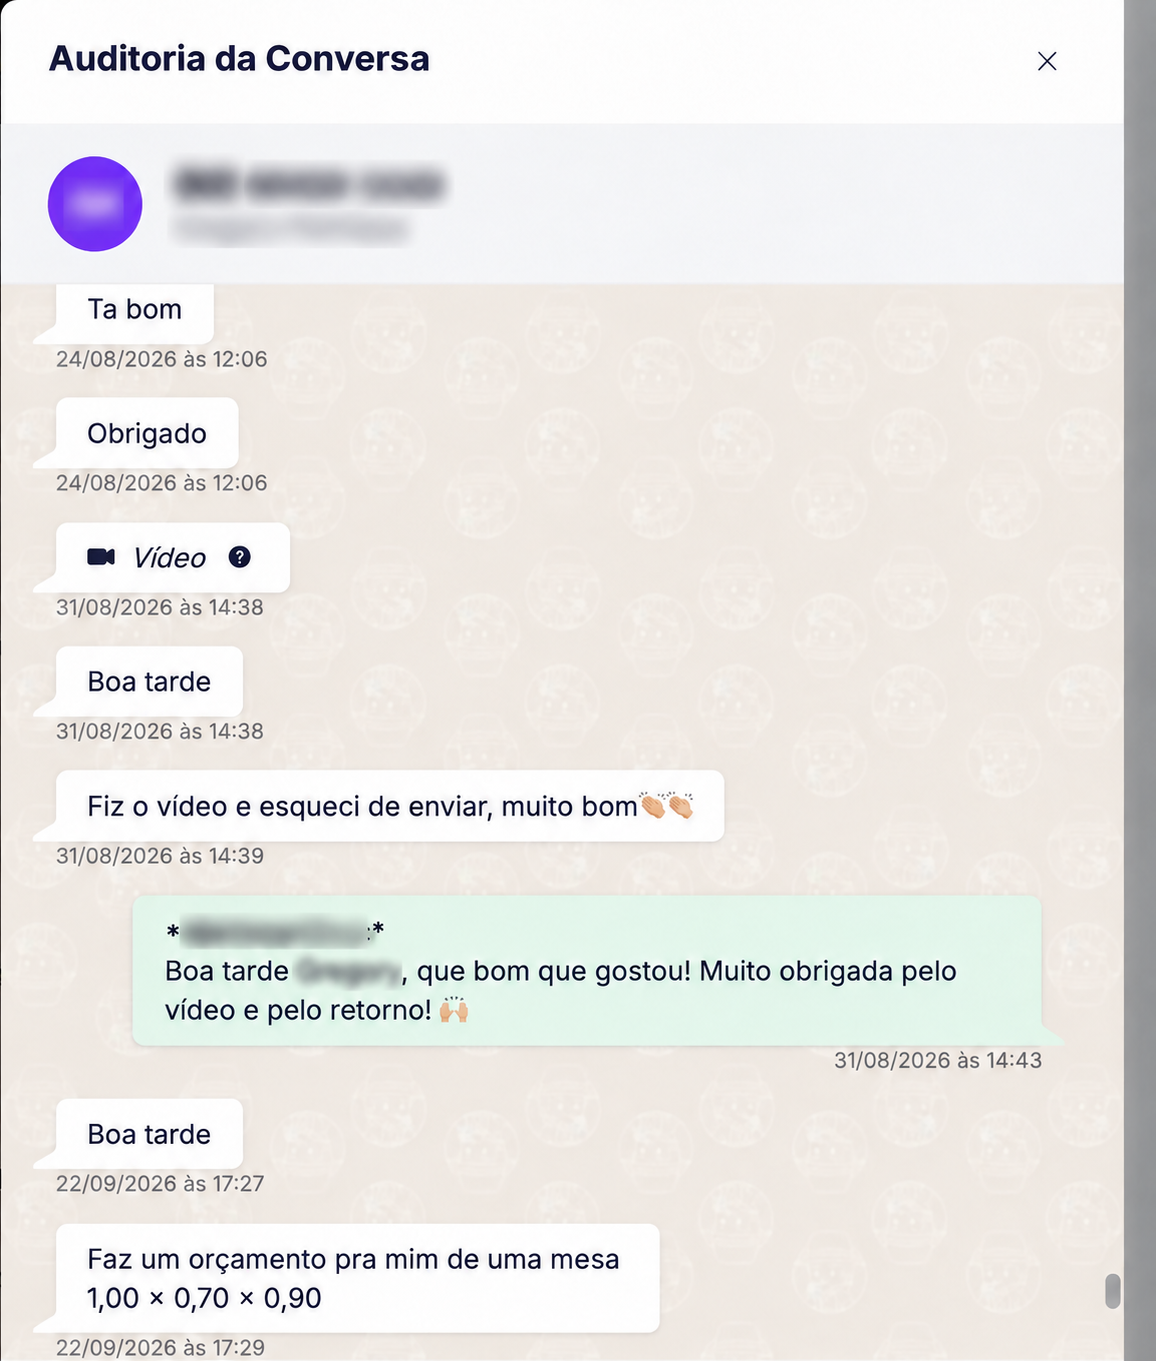 Auditoria da Conversa
Ta bom
24/08/2026 às 12:06
Obrigado
24/08/2026 às 12:06
Vídeo
31/08/2026 às 14:38
Boa tarde
31/08/2026 às 14:38
Fiz o vídeo e esqueci de enviar, muito bom👏🏼👏🏼
31/08/2026 às 14:39
* :*
Boa tarde , que bom que gostou! Muito obrigada pelo
vídeo e pelo retorno! 🙌🏼
31/08/2026 às 14:43
Boa tarde
22/09/2026 às 17:27
Faz um orçamento pra mim de uma mesa
1,00 × 0,70 × 0,90
22/09/2026 às 17:29